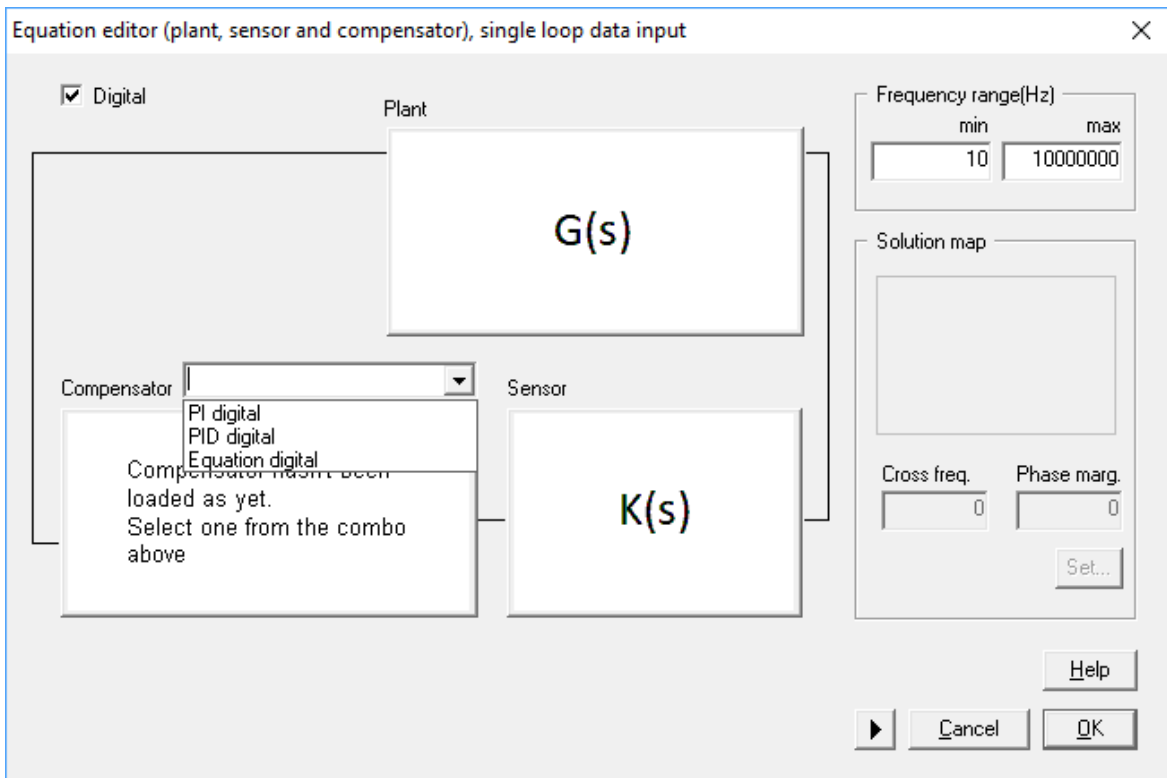 Equation editor (plant, sensor and compensator), single loop data input
Digital
Plant
G(s)
Frequency range(Hz)
min
max
10
10000000
Solution map
Compensator
PI digital
PID digital
Equation digital
loaded as yet.
Select one from the combo
above
Sensor
K(s)
Cross freq.
Phase marg.
0
0
Set...
Help
Cancel
OK